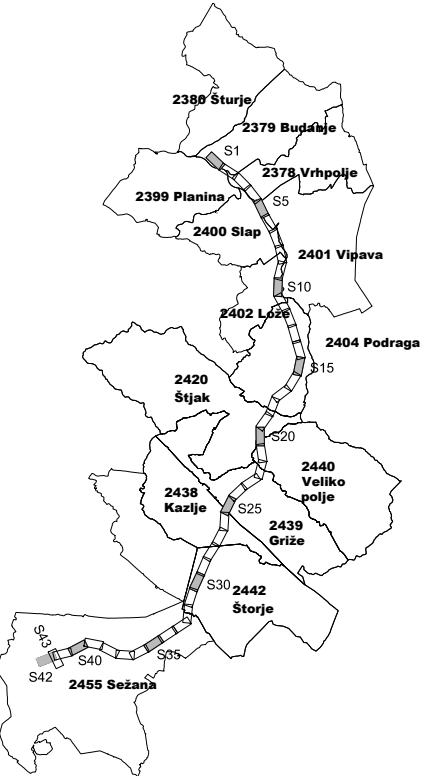 2380 Šturje
2379 Budanje
S1
2378 Vrhpolje
2399 Planina
S5
2400 Slap
2401 Vipava
S10
2402 Lože
2404 Podraga
S15
2420
Štjak
S20
2440
Veliko
polje
2438
Kazlje
S25
2439
Griže
S30
2442
Štorje
S43
S40
S35
S42
2455 Sežana